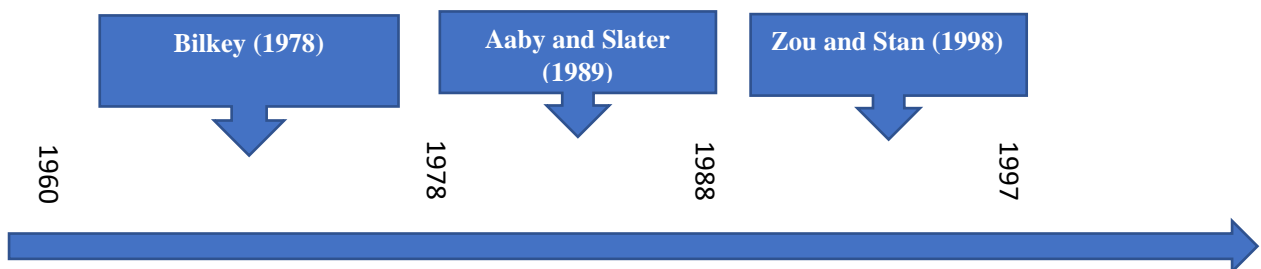 Bilkey (1978)
Aaby and Slater
(1989)
Zou and Stan (1998)
1960
1978
1988
1997